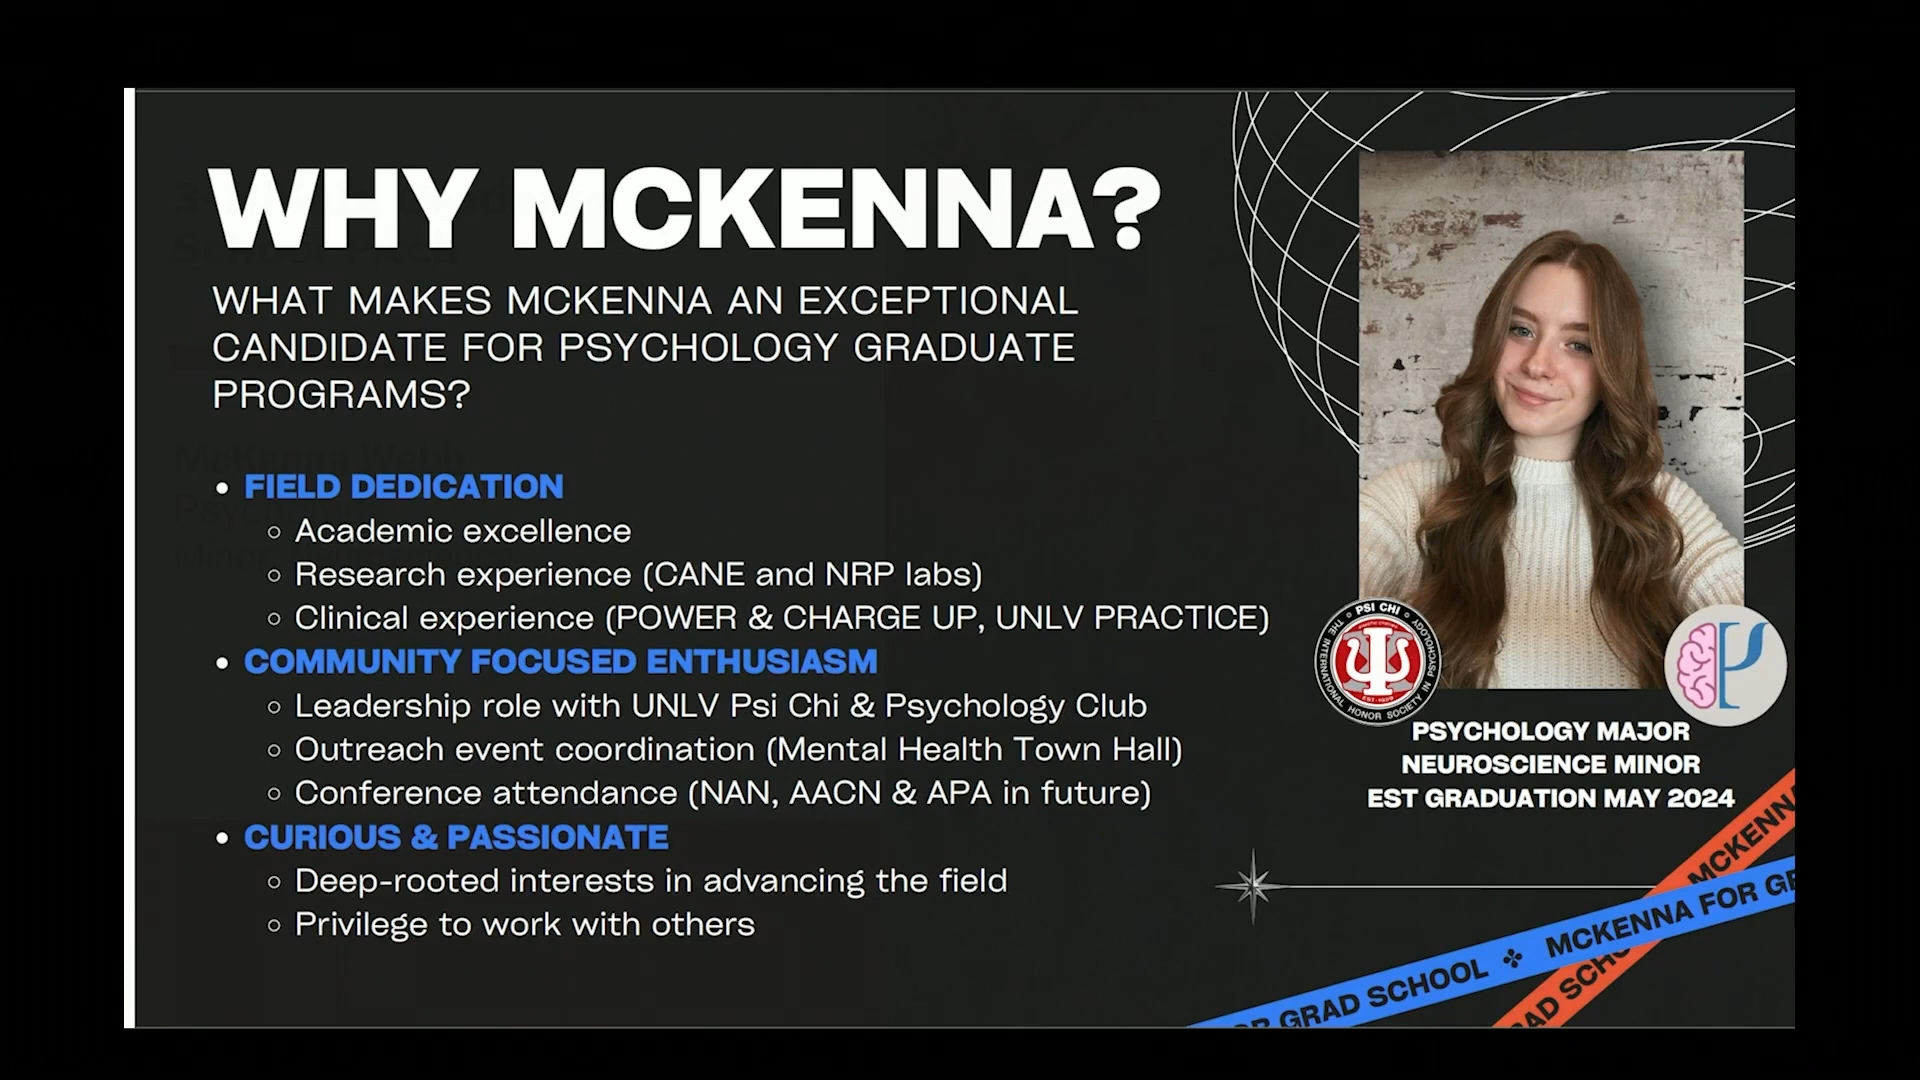 WHY MCKENNA?
WHAT MAKES MCKENNA AN EXCEPTIONAL
CANDIDATE FOR PSYCHOLOGY GRADUATE
PROGRAMS?
• FIELD DEDICATION
◦ Academic excellence
◦ Research experience (CANE and NRP labs)
◦ Clinical experience (POWER & CHARGE UP, UNLV PRACTICE)
• COMMUNITY FOCUSED ENTHUSIASM
◦ Leadership role with UNLV Psi Chi & Psychology Club
◦ Outreach event coordination (Mental Health Town Hall)
◦ Conference attendance (NAN, AACN & APA in future)
• CURIOUS & PASSIONATE
◦ Deep-rooted interests in advancing the field
◦ Privilege to work with others
PSI CHI
THE INTERNATIONAL HONOR SOCIETY IN PSYCHOLOGY
PSYCHOLOGY MAJOR
NEUROSCIENCE MINOR
EST GRADUATION MAY 2024
MCKENNA
GRAD SCHOOL MCKENNA FOR